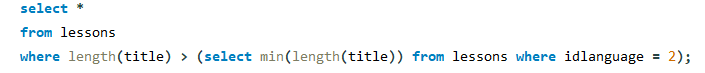 select *
from lessons
where length(title) > (select min(length(title)) from lessons where idlanguage = 2);